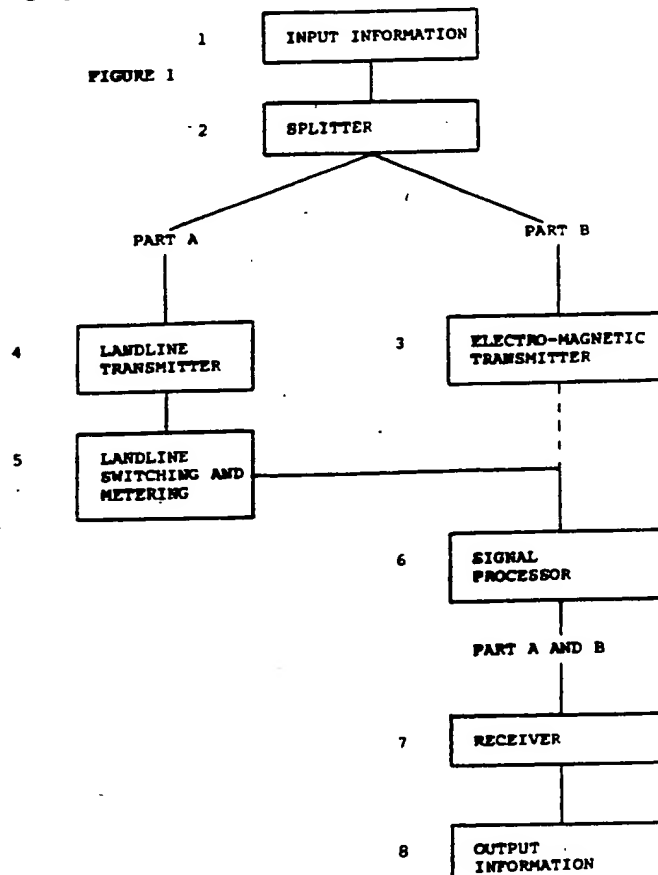 1
INPUT INFORMATION
FIGURE 1
2
SPLITTER
PART A
PART B
4
LANDLINE
TRANSMITTER
3
ELECTRO-MAGNETIC
TRANSMITTER
5
LANDLINE
SWITCHING AND
METERING
6
SIGNAL
PROCESSOR
PART A AND B
7
RECEIVER
8
OUTPUT
INFORMATION